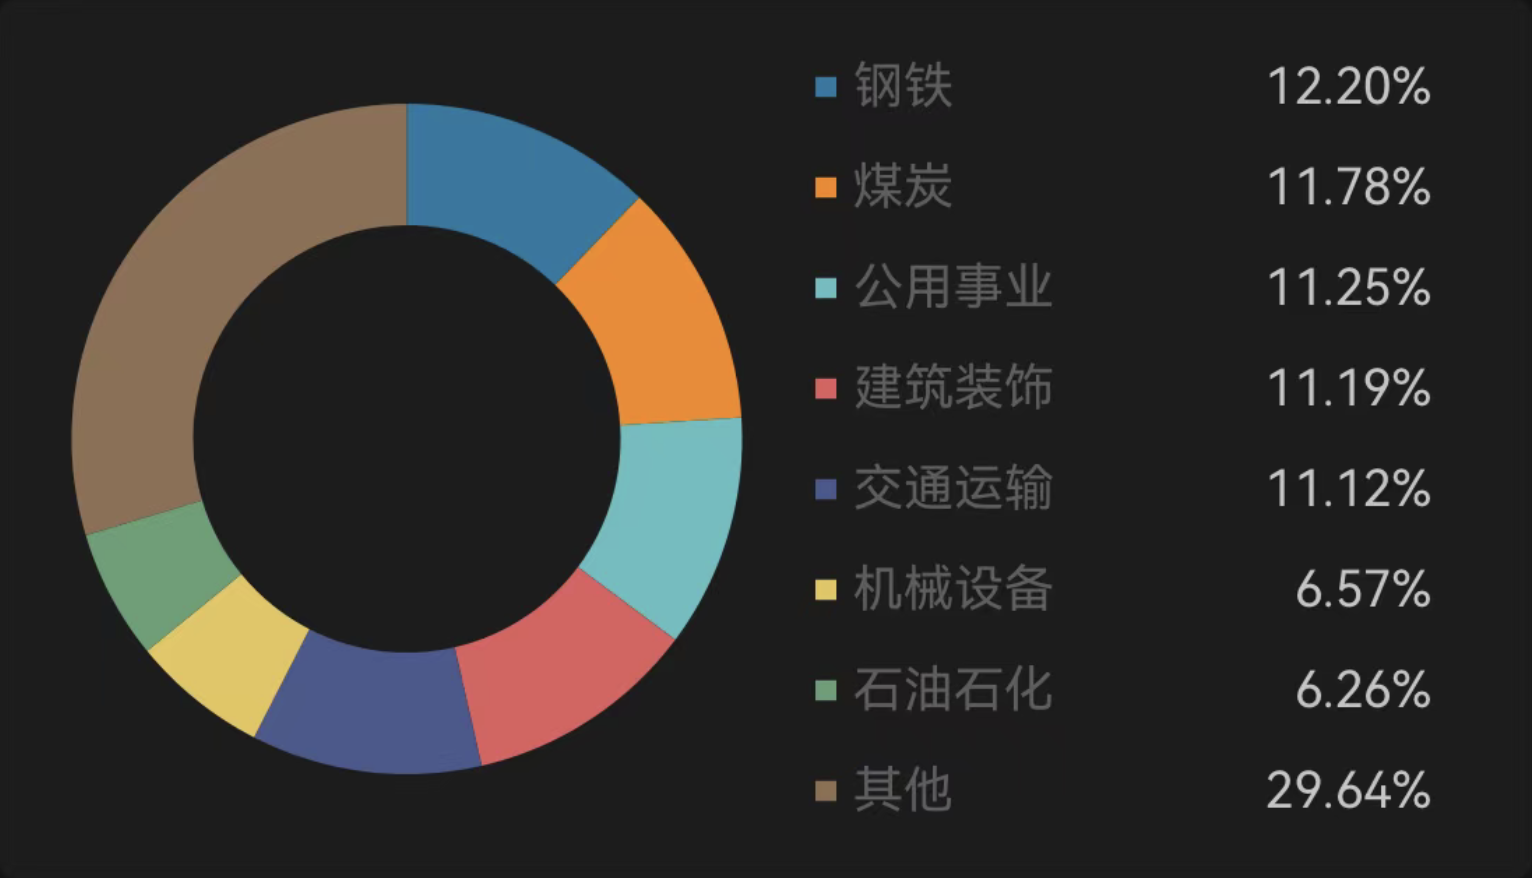 钢铁 12.20%
煤炭 11.78%
公用事业 11.25%
建筑装饰 11.19%
交通运输 11.12%
机械设备 6.57%
石油石化 6.26%
其他 29.64%